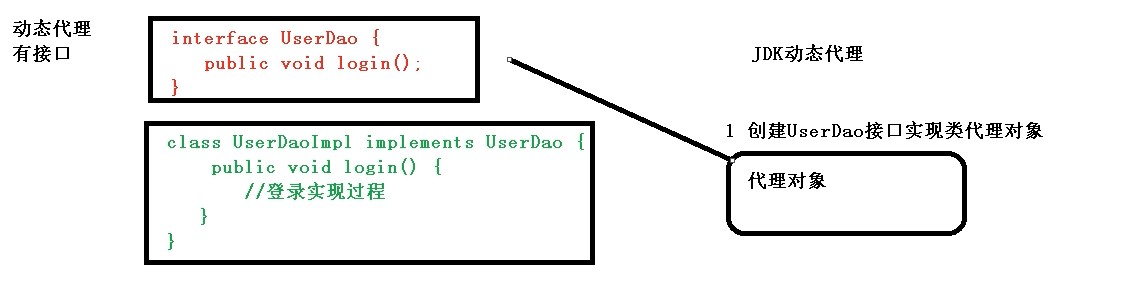 动态代理
有接口
interface UserDao {
public void login();
}
class UserDaoImpl implements UserDao {
public void login() {
//登录实现过程
}
}
JDK动态代理
1 创建UserDao接口实现类代理对象
代理对象